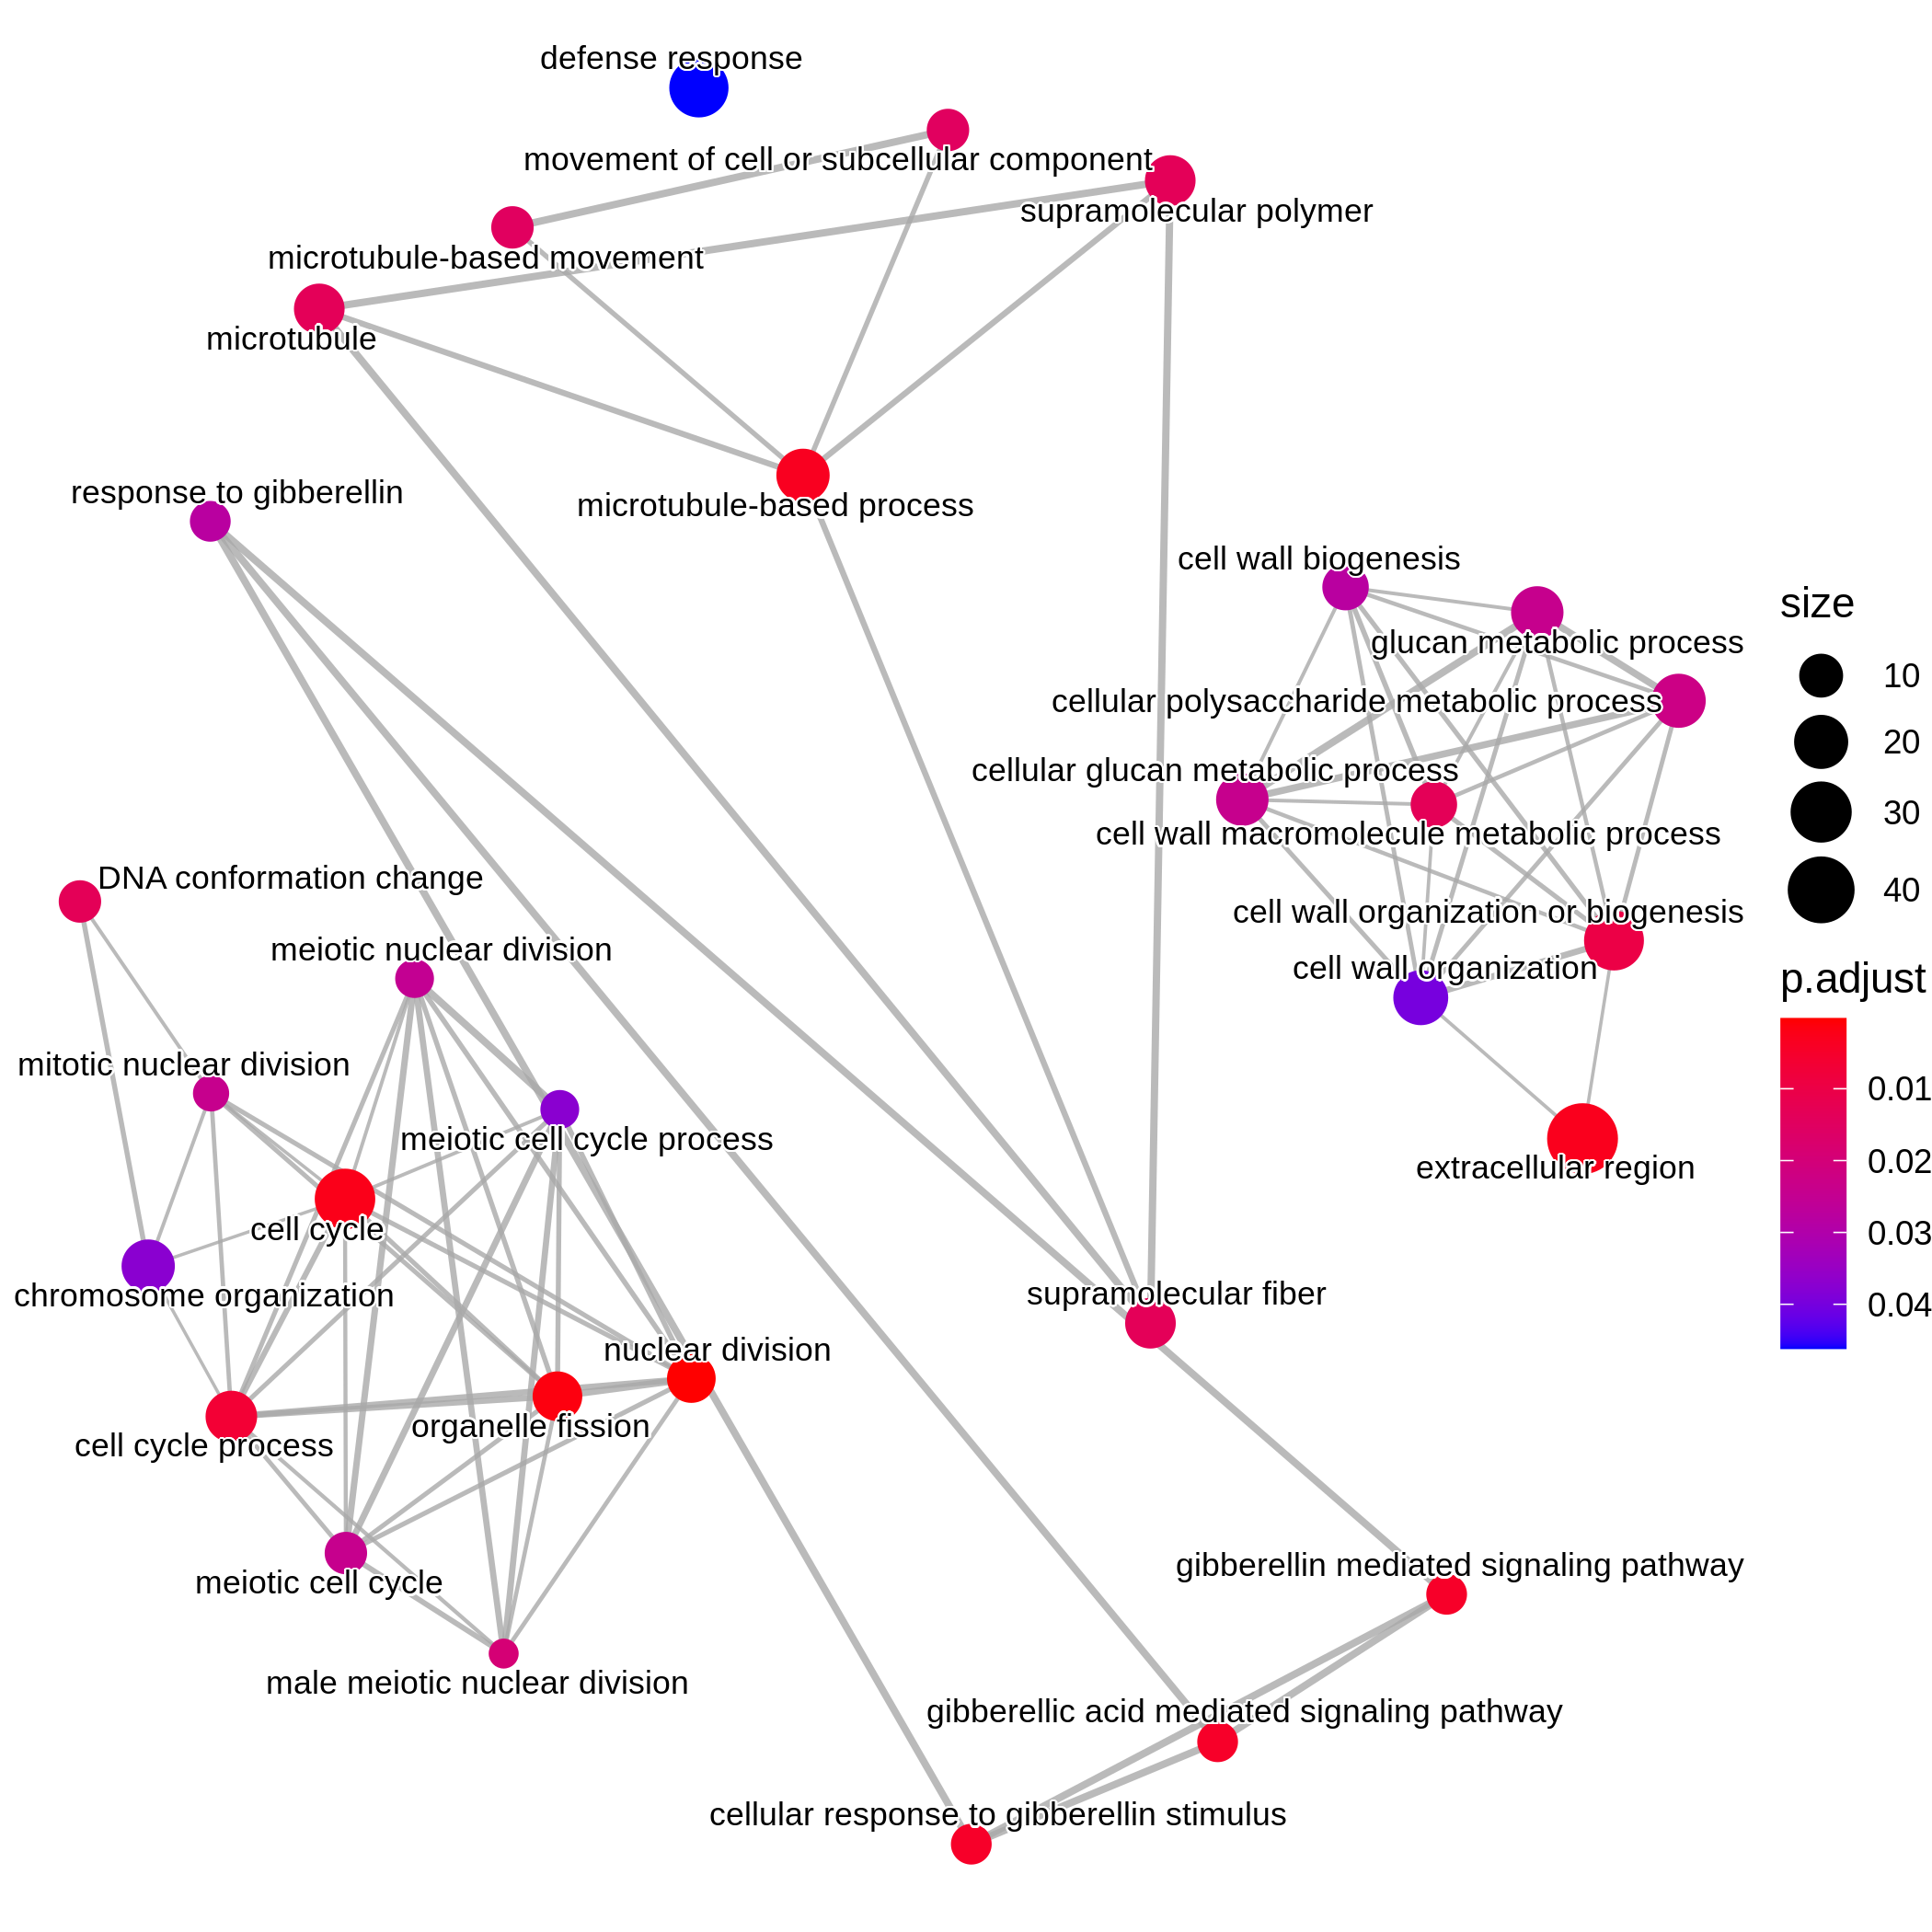 defense response
movement of cell or subcellular component
supramolecular polymer
microtubule-based movement
microtubule
response to gibberellin
microtubule-based process
cell wall biogenesis
glucan metabolic process
cellular polysaccharide metabolic process
cellular glucan metabolic process
cell wall macromolecule metabolic process
DNA conformation change
cell wall organization or biogenesis
meiotic nuclear division
cell wall organization
mitotic nuclear division
meiotic cell cycle process
extracellular region
cell cycle
chromosome organization
supramolecular fiber
nuclear division
organelle fission
cell cycle process
gibberellin mediated signaling pathway
meiotic cell cycle
male meiotic nuclear division
gibberellic acid mediated signaling pathway
cellular response to gibberellin stimulus
size
10
20
30
40
p.adjust
0.01
0.02
0.03
0.04